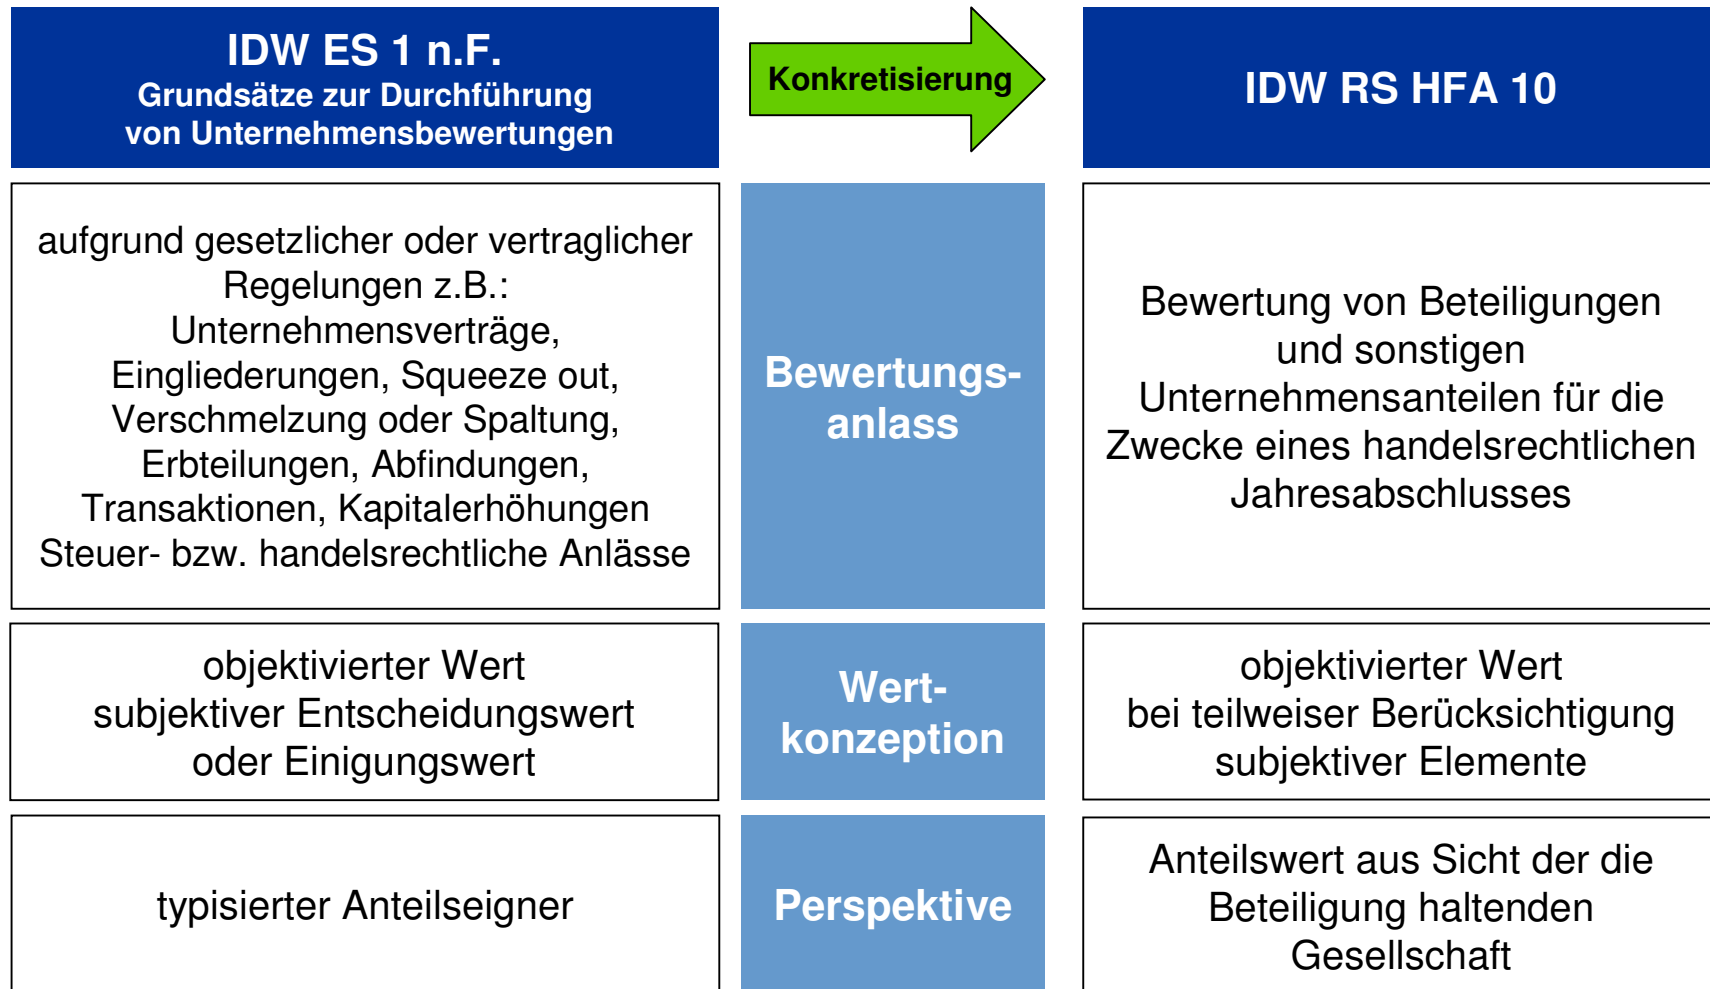 IDW ES 1 n.F.
Grundsätze zur Durchführung
von Unternehmensbewertungen
Konkretisierung
IDW RS HFA 10
aufgrund gesetzlicher oder vertraglicher
Regelungen z.B.:
Unternehmensverträge,
Eingliederungen, Squeeze out,
Verschmelzung oder Spaltung,
Erbteilungen, Abfindungen,
Transaktionen, Kapitalerhöhungen
Steuer- bzw. handelsrechtliche Anlässe
Bewertungs-
anlass
Bewertung von Beteiligungen
und sonstigen
Unternehmensanteilen für die
Zwecke eines handelsrechtlichen
Jahresabschlusses
objektivierter Wert
subjektiver Entscheidungswert
oder Einigungswert
Wert-
konzeption
objektivierter Wert
bei teilweiser Berücksichtigung
subjektiver Elemente
typisierter Anteilseigner
Perspektive
Anteilswert aus Sicht der die
Beteiligung haltenden
Gesellschaft